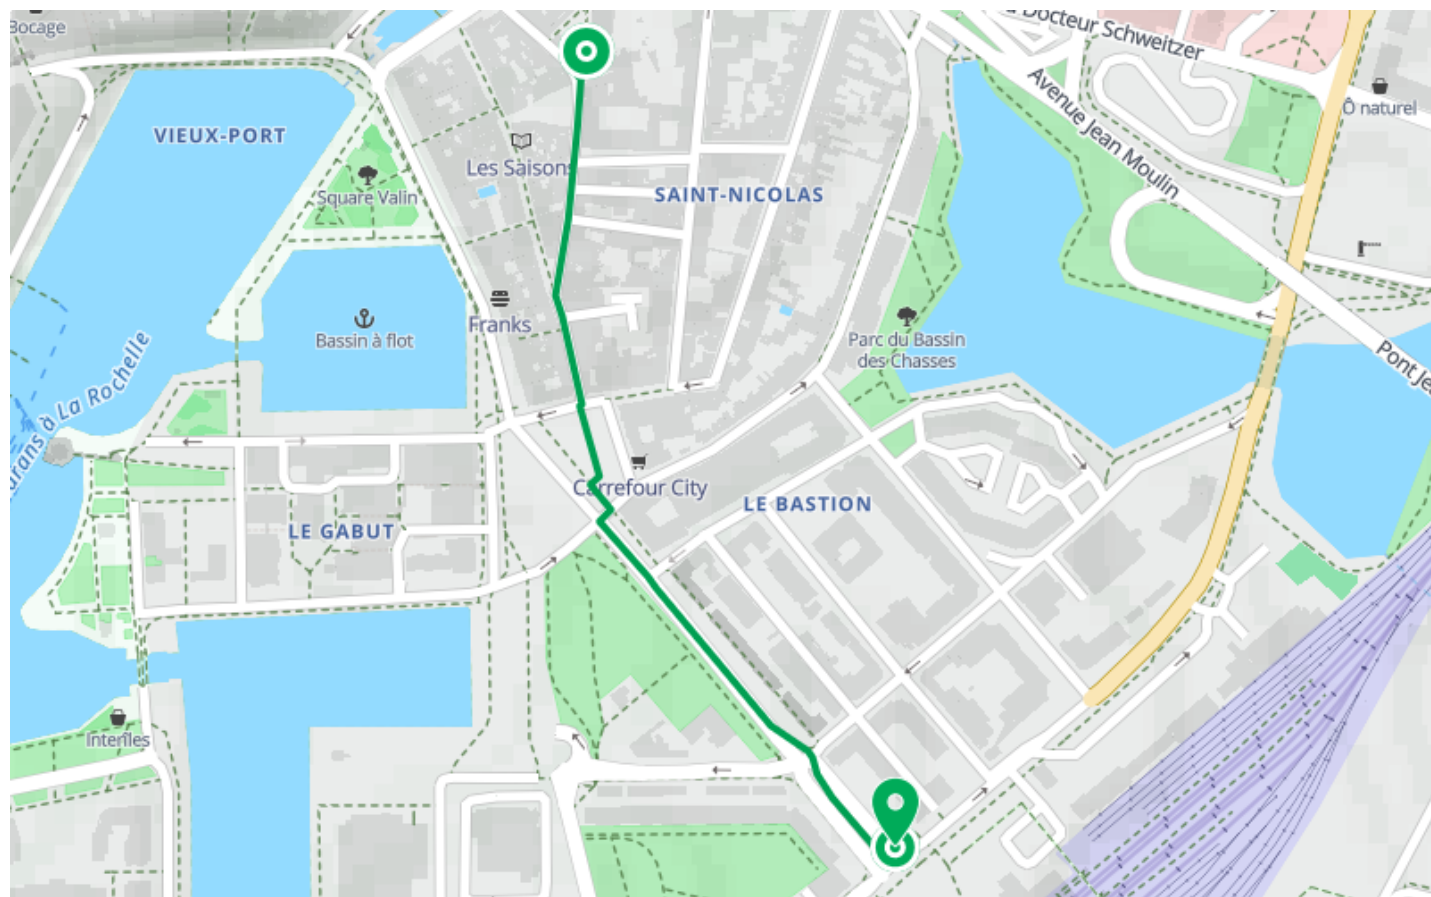 Bocage
Docteur Schweitzer
Ô naturel
Avenue Jean Moulin
VIEUX-PORT
Les Saisons
Square Valin
SAINT-NICOLAS
Franks
Bassin à flot
Parc du Bassin
des Chasses
Pont Je
urans à La Rochelle
Carrefour City
LE BASTION
LE GABUT